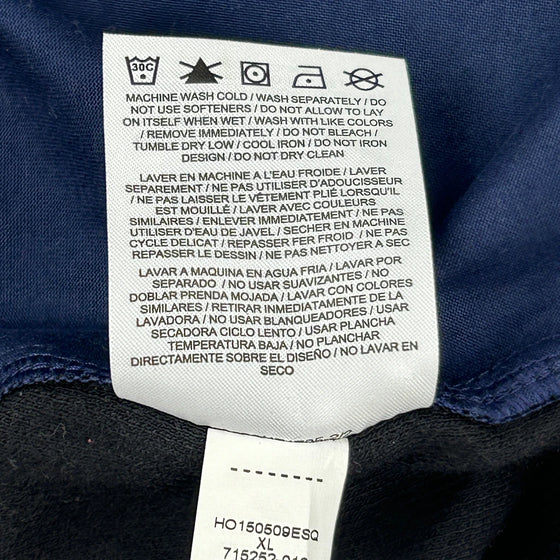 30C
MACHINE WASH COLD / WASH SEPARATELY / DO
NOT USE SOFTENERS / DO NOT ALLOW TO LAY
ON ITSELF WHEN WET / WASH WITH LIKE COLORS
/ REMOVE IMMEDIATELY / DO NOT BLEACH /
TUMBLE DRY LOW / COOL IRON / DO NOT IRON
DESIGN / DO NOT DRY CLEAN
LAVER EN MACHINE A L'EAU FROIDE / LAVER
SEPAREMENT / NE PAS UTILISER D'ADOUCISSEUR
/ NE PAS LAISSER LE VÊTEMENT PLIÉ LORSQU'IL
EST MOUILLÉ / LAVER AVEC COULEURS
SIMILAIRES / ENLEVER IMMEDIATEMENT / NE PAS
UTILISER D'EAU DE JAVEL / SECHER EN MACHINE
CYCLE DELICAT / REPASSER FER FROID / NE PAS
REPASSER LE DESSIN / NE PAS NETTOYER A SEC
LAVAR A MAQUINA EN AGUA FRIA / LAVAR POR
SEPARADO / NO USAR SUAVIZANTES / NO
DOBLAR PRENDA MOJADA / LAVAR CON COLORES
SIMILARES / RETIRAR INMEDIATAMENTE DE LA
LAVADORA / NO USAR BLANQUEADORES / USAR
SECADORA CICLO LENTO / USAR PLANCHA
TEMPERATURA BAJA / NO USAR PLANCHA
DIRECTAMENTE SOBRE EL DISEÑO / NO LAVAR EN
SECO
HO150509ESQ
XL